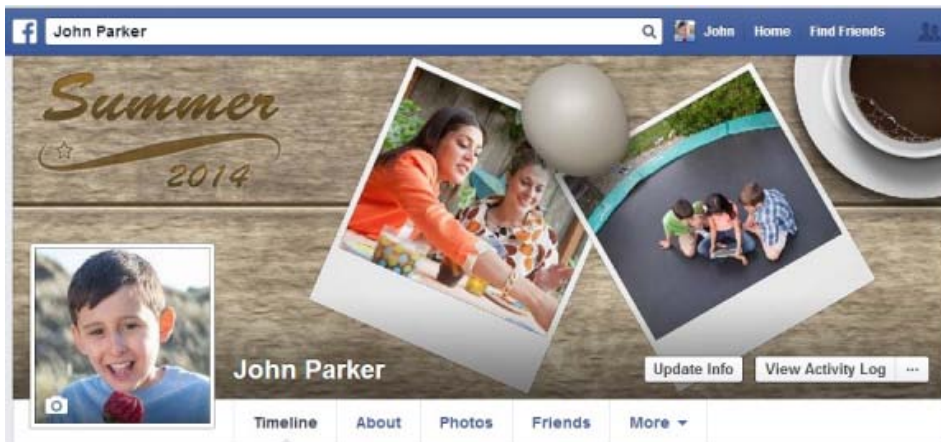 f John Parker John Home Find Friends
Summer
2014
John Parker Update Info View Activity Log ...
Timeline About Photos Friends More